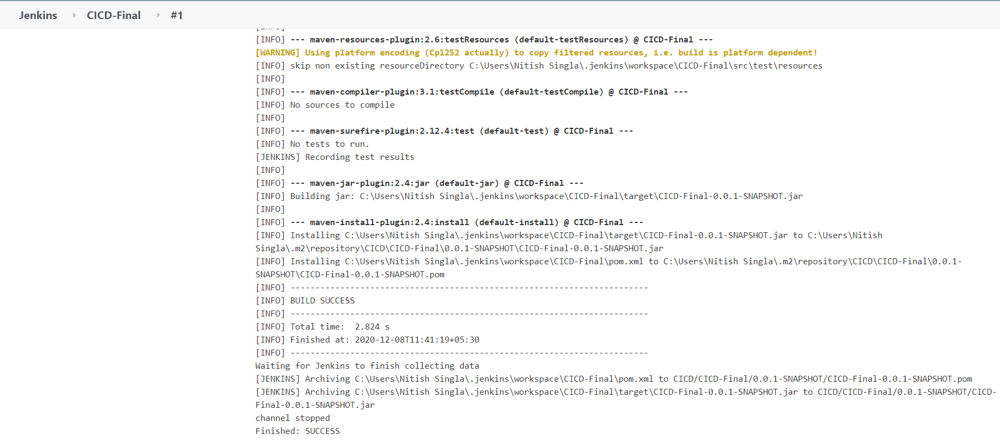 Jenkins CICD-Final #1
[INFO] --- maven-resources-plugin:2.6:testResources (default-testResources) @ CICD-Final ---
[WARNING] Using platform encoding (Cp1252 actually) to copy filtered resources, i.e. build is platform dependent!
[INFO] skip non existing resourceDirectory C:\Users\Nitish Singla\.jenkins\workspace\CICD-Final\src\test\resources
[INFO]
[INFO] --- maven-compiler-plugin:3.1:testCompile (default-testCompile) @ CICD-Final ---
[INFO] No sources to compile
[INFO]
[INFO] --- maven-surefire-plugin:2.12.4:test (default-test) @ CICD-Final ---
[INFO] No tests to run.
[JENKINS] Recording test results
[INFO]
[INFO] --- maven-jar-plugin:2.4:jar (default-jar) @ CICD-Final ---
[INFO] Building jar: C:\Users\Nitish Singla\.jenkins\workspace\CICD-Final\target\CICD-Final-0.0.1-SNAPSHOT.jar
[INFO]
[INFO] --- maven-install-plugin:2.4:install (default-install) @ CICD-Final ---
[INFO] Installing C:\Users\Nitish Singla\.jenkins\workspace\CICD-Final\target\CICD-Final-0.0.1-SNAPSHOT.jar to C:\Users\Nitish
Singla\.m2\repository\CICD\CICD-Final\0.0.1-SNAPSHOT\CICD-Final-0.0.1-SNAPSHOT.jar
[INFO] Installing C:\Users\Nitish Singla\.jenkins\workspace\CICD-Final\pom.xml to C:\Users\Nitish Singla\.m2\repository\CICD\CICD-Final\0.0.1-
SNAPSHOT\CICD-Final-0.0.1-SNAPSHOT.pom
[INFO] ------------------------------------------------------------------------
[INFO] BUILD SUCCESS
[INFO] ------------------------------------------------------------------------
[INFO] Total time:  2.824 s
[INFO] Finished at: 2020-12-08T11:41:19+05:30
[INFO] ------------------------------------------------------------------------
Waiting for Jenkins to finish collecting data
[JENKINS] Archiving C:\Users\Nitish Singla\.jenkins\workspace\CICD-Final\pom.xml to CICD/CICD-Final/0.0.1-SNAPSHOT/CICD-Final-0.0.1-SNAPSHOT.pom
[JENKINS] Archiving C:\Users\Nitish Singla\.jenkins\workspace\CICD-Final\target\CICD-Final-0.0.1-SNAPSHOT.jar to CICD/CICD-Final/0.0.1-SNAPSHOT/CICD-
Final-0.0.1-SNAPSHOT.jar
channel stopped
Finished: SUCCESS